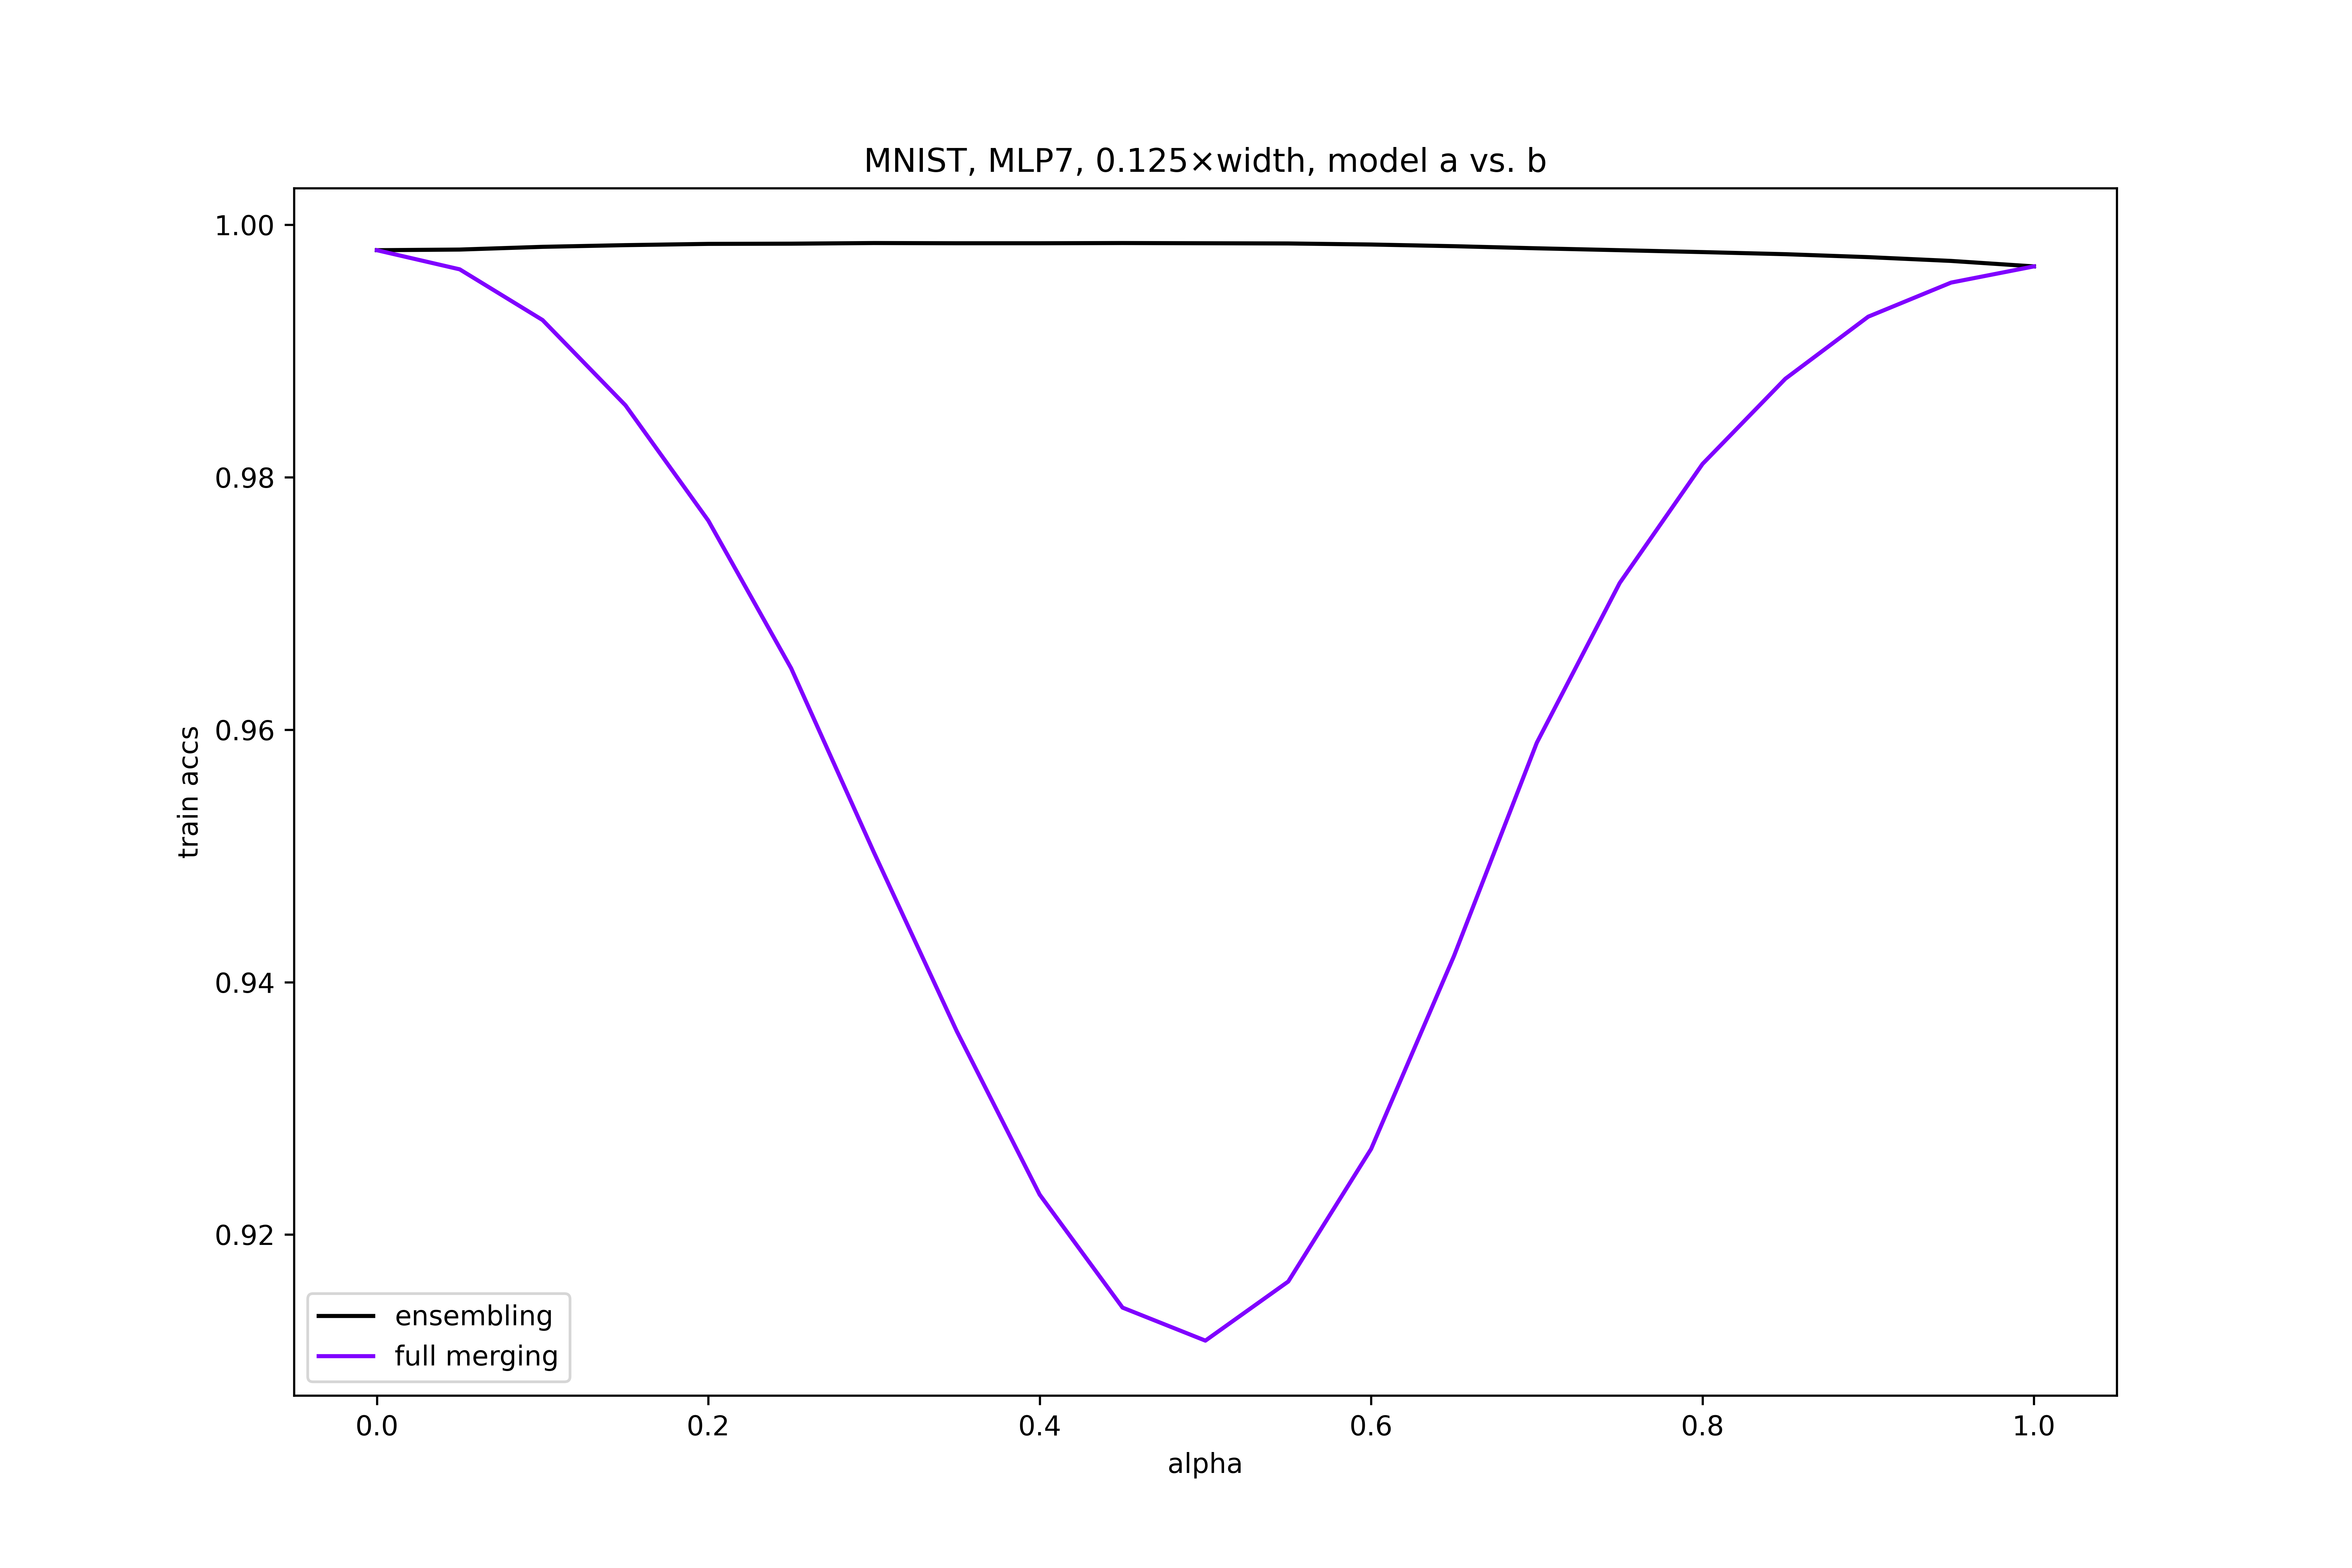 MNIST, MLP7, 0.125×width, model a vs. b
1.00
0.98
0.96
0.94
0.92
train accs
ensembling
full merging
0.0 0.2 0.4 0.6 0.8 1.0
alpha